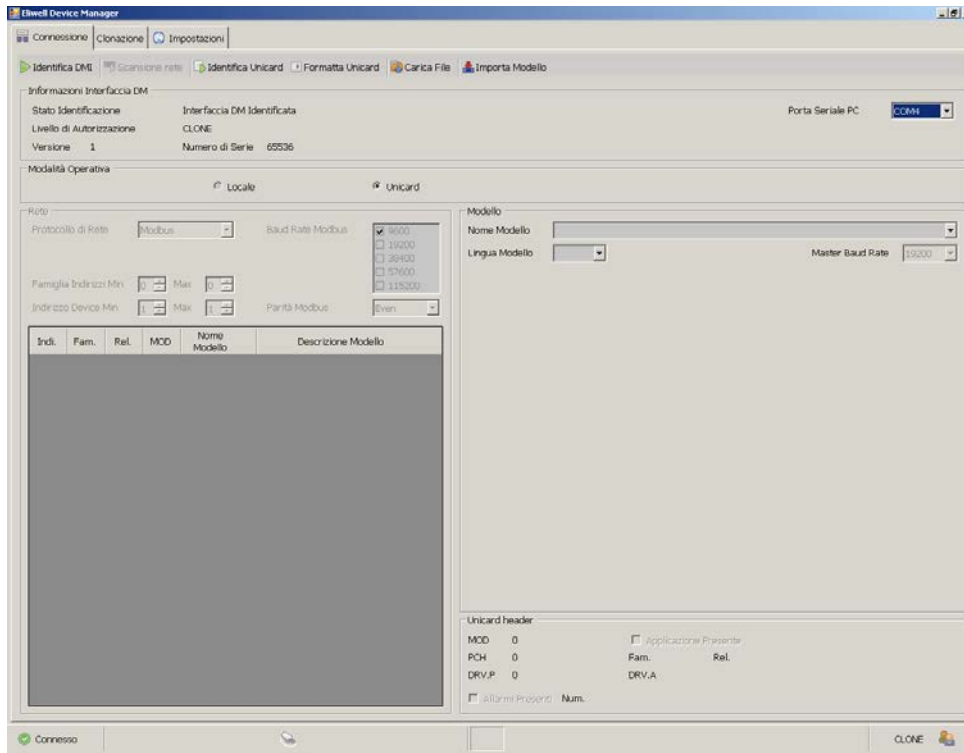 Eliwell Device Manager
Connessione Clonazione Impostazioni
Identifica DMI Scansione rete Identifica Unicard Formatta Unicard Carica File Importa Modello
Informazioni Interfaccia DM
Stato Identificazione Interfaccia DM Identificata Porta Seriale PC COM4
Livello di Autorizzazione CLONE
Versione 1 Numero di Serie 65536
Modalità Operativa
Locale Unicard
Rete
Protocollo di Rete Modbus Baud Rate Modbus 9600
19200
38400
57600
115200
Famiglia Indirizzi Min 0 Max 0
Indirizzo Device Min 1 Max 1 Parità Modbus Even
Indi. Fam. Rel. MOD Nome Modello Descrizione Modello
Modello
Nome Modello
Lingua Modello Master Baud Rate 19200
Unicard header
MOD 0 Applicazione Presente
PCH 0 Fam. Rel.
DRV.P 0 DRV.A
Allarmi Presenti Num.
Connesso CLONE